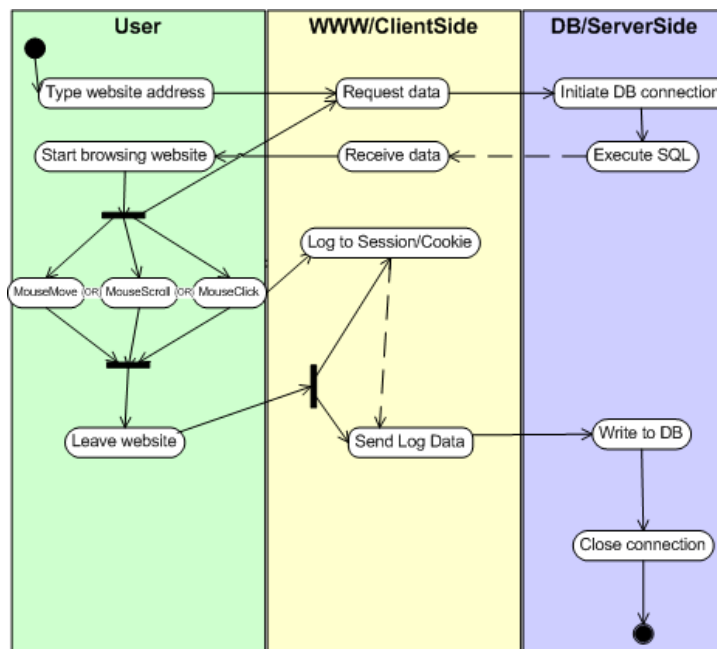 User
WWW/ClientSide
DB/ServerSide
Type website address
Request data
Initiate DB connection
Start browsing website
Receive data
Execute SQL
Log to Session/Cookie
MouseMove (OR) MouseScroll (OR) MouseClick
Leave website
Send Log Data
Write to DB
Close connection